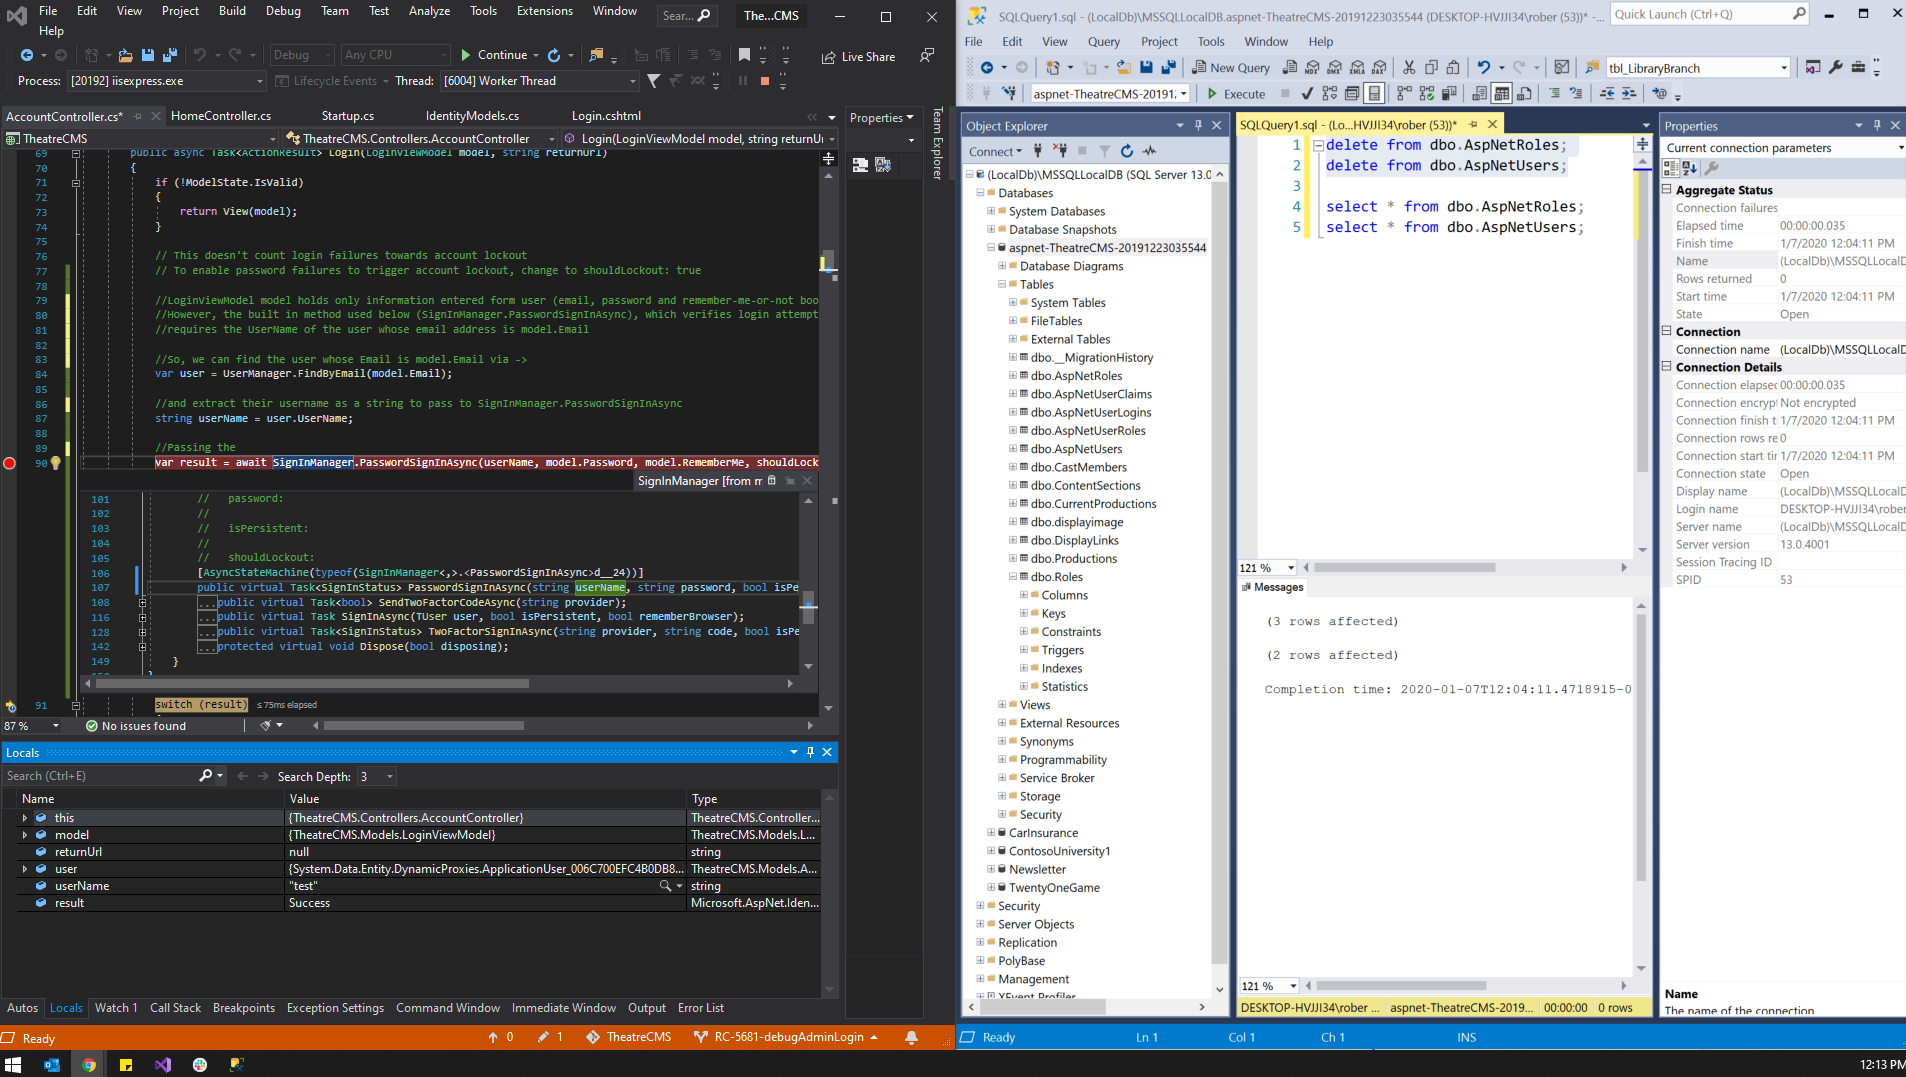 File Edit View Project Build Debug Team Test Analyze Tools Extensions Window Sear... The...CMS
Help
Debug Any CPU Continue Live Share
Process: [20192] iisexpress.exe Lifecycle Events Thread: [6004] Worker Thread
AccountController.cs* HomeController.cs Startup.cs IdentityModels.cs Login.cshtml
TheatreCMS TheatreCMS.Controllers.AccountController Login(LoginViewModel model, string returnUr
69 public async Task<ActionResult> Login(LoginViewModel model, string returnUrl)
70 {
71 if (!ModelState.IsValid)
72 {
73 return View(model);
74 }
75
76 // This doesn't count login failures towards account lockout
77 // To enable password failures to trigger account lockout, change to shouldLockout: true
78
79 //LoginViewModel model holds only information entered form user (email, password and remember-me-or-not boo
80 //However, the built in method used below (SignInManager.PasswordSignInAsync), which verifies login attempt
81 //requires the UserName of the user whose email address is model.Email
82
83 //So, we can find the user whose Email is model.Email via ->
84 var user = UserManager.FindByEmail(model.Email);
85
86 //and extract their username as a string to pass to SignInManager.PasswordSignInAsync
87 string userName = user.UserName;
88
89 //Passing the
90 var result = await SignInManager.PasswordSignInAsync(userName, model.Password, model.RememberMe, shouldLock
SignInManager [from m
101 // password:
102 //
103 // isPersistent:
104 //
105 // shouldLockout:
106 [AsyncStateMachine(typeof(SignInManager<,>.<PasswordSignInAsync>d__24))]
107 public virtual Task<SignInStatus> PasswordSignInAsync(string userName, string password, bool isPe
108 ...public virtual Task<bool> SendTwoFactorCodeAsync(string provider);
116 ...public virtual Task SignInAsync(TUser user, bool isPersistent, bool rememberBrowser);
128 ...public virtual Task<SignInStatus> TwoFactorSignInAsync(string provider, string code, bool isPe
142 ...protected virtual void Dispose(bool disposing);
149 }
91 switch (result) ≤ 75ms elapsed
87 % No issues found
Locals
Search (Ctrl+E) Search Depth: 3
Name Value Type
this {TheatreCMS.Controllers.AccountController} TheatreCMS.Controller...
model {TheatreCMS.Models.LoginViewModel} TheatreCMS.Models.L...
returnUrl null string
user {System.Data.Entity.DynamicProxies.ApplicationUser_006C700EFC4B0DB8... TheatreCMS.Models.A...
userName "test" string
result Success Microsoft.AspNet.Iden...
Autos Locals Watch 1 Call Stack Breakpoints Exception Settings Command Window Immediate Window Output Error List
Ready 0 1 TheatreCMS RC-5681-debugAdminLogin
Properties
Team Explorer
SQLQuery1.sql - (LocalDb)\MSSQLLocalDB.aspnet-TheatreCMS-20191223035544 (DESKTOP-HVJJI34\rober (53))* -... Quick Launch (Ctrl+Q)
File Edit View Query Project Tools Window Help
New Query tbl_LibraryBranch
aspnet-TheatreCMS-20191: Execute
Object Explorer
Connect
(LocalDb)\MSSQLLocalDB (SQL Server 13.0
Databases
System Databases
Database Snapshots
aspnet-TheatreCMS-20191223035544
Database Diagrams
Tables
System Tables
FileTables
External Tables
dbo.__MigrationHistory
dbo.AspNetRoles
dbo.AspNetUserClaims
dbo.AspNetUserLogins
dbo.AspNetUserRoles
dbo.AspNetUsers
dbo.CastMembers
dbo.ContentSections
dbo.CurrentProductions
dbo.displayimage
dbo.DisplayLinks
dbo.Productions
dbo.Roles
Columns
Keys
Constraints
Triggers
Indexes
Statistics
Views
External Resources
Synonyms
Programmability
Service Broker
Storage
Security
CarInsurance
ContosoUniversity1
Newsletter
TwentyOneGame
Security
Server Objects
Replication
PolyBase
Management
XEvent Profiler
SQLQuery1.sql - (Lo...HVJJI34\rober (53))*
1 delete from dbo.AspNetRoles;
2 delete from dbo.AspNetUsers;
3
4 select * from dbo.AspNetRoles;
5 select * from dbo.AspNetUsers;
121 %
Messages
(3 rows affected)
(2 rows affected)
Completion time: 2020-01-07T12:04:11.4718915-0
121 %
DESKTOP-HVJJI34\rober ... aspnet-TheatreCMS-2019... 00:00:00 0 rows
Properties
Current connection parameters
Aggregate Status
Connection failures
Elapsed time 00:00:00.035
Finish time 1/7/2020 12:04:11 PM
Name (LocalDb)\MSSQLLocalD
Rows returned 0
Start time 1/7/2020 12:04:11 PM
State Open
Connection
Connection name (LocalDb)\MSSQLLocalD
Connection Details
Connection elapsec 00:00:00.035
Connection encrypt Not encrypted
Connection finish t 1/7/2020 12:04:11 PM
Connection rows re 0
Connection start tir 1/7/2020 12:04:11 PM
Connection state Open
Display name (LocalDb)\MSSQLLocalD
Login name DESKTOP-HVJJI34\rober
Server name (LocalDb)\MSSQLLocalD
Server version 13.0.4001
Session Tracing ID
SPID 53
Name
The name of the connection
Ready Ln 1 Col 1 Ch 1 INS
12:13 PM